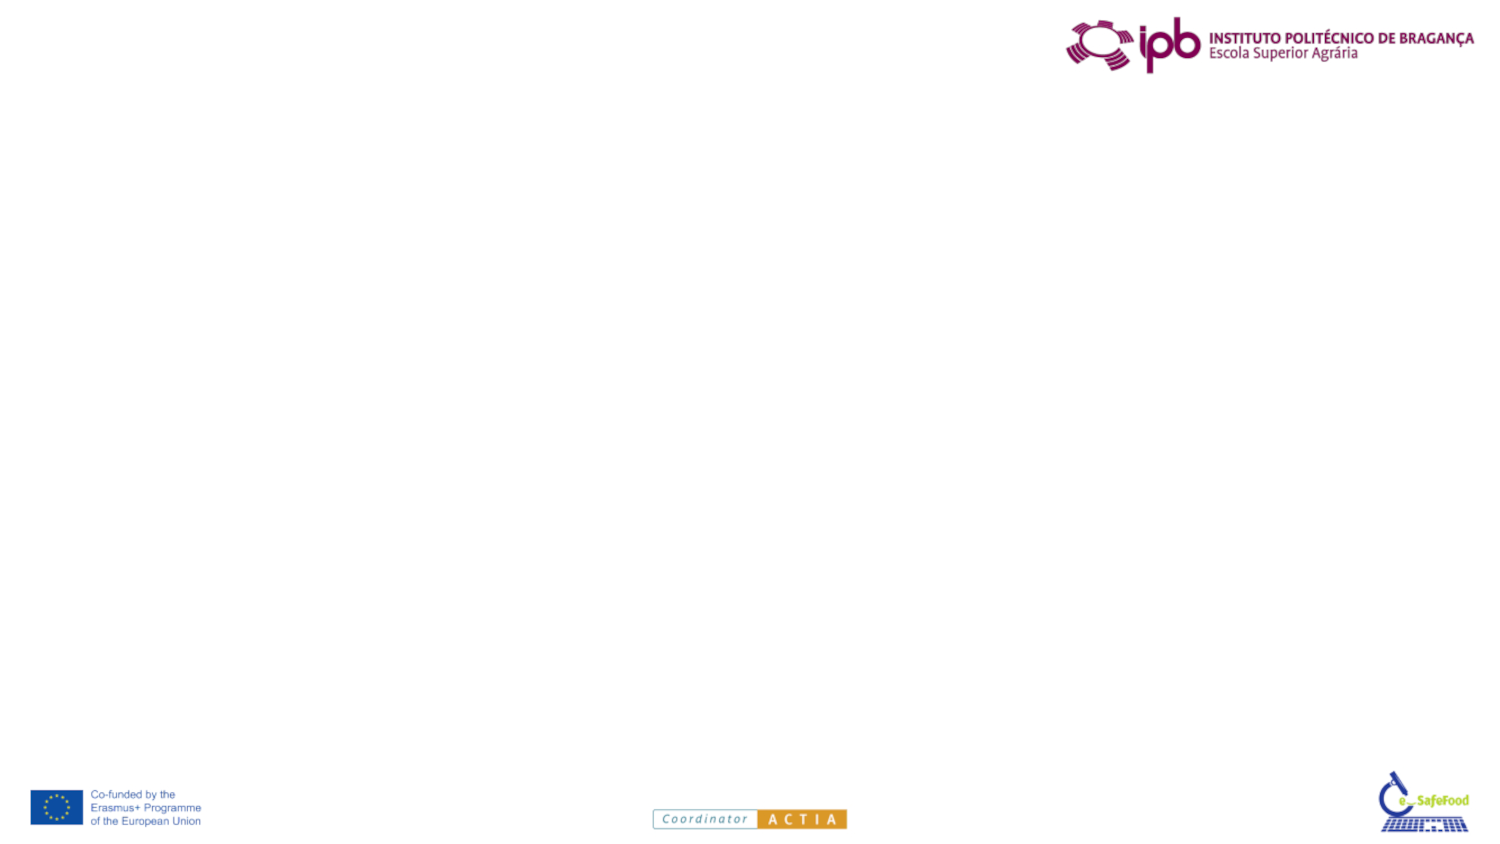 ipb INSTITUTO POLITÉCNICO DE BRAGANÇA
Escola Superior Agrária
Co-funded by the
Erasmus+ Programme
of the European Union
Coordinator ACTIA
e_SafeFood